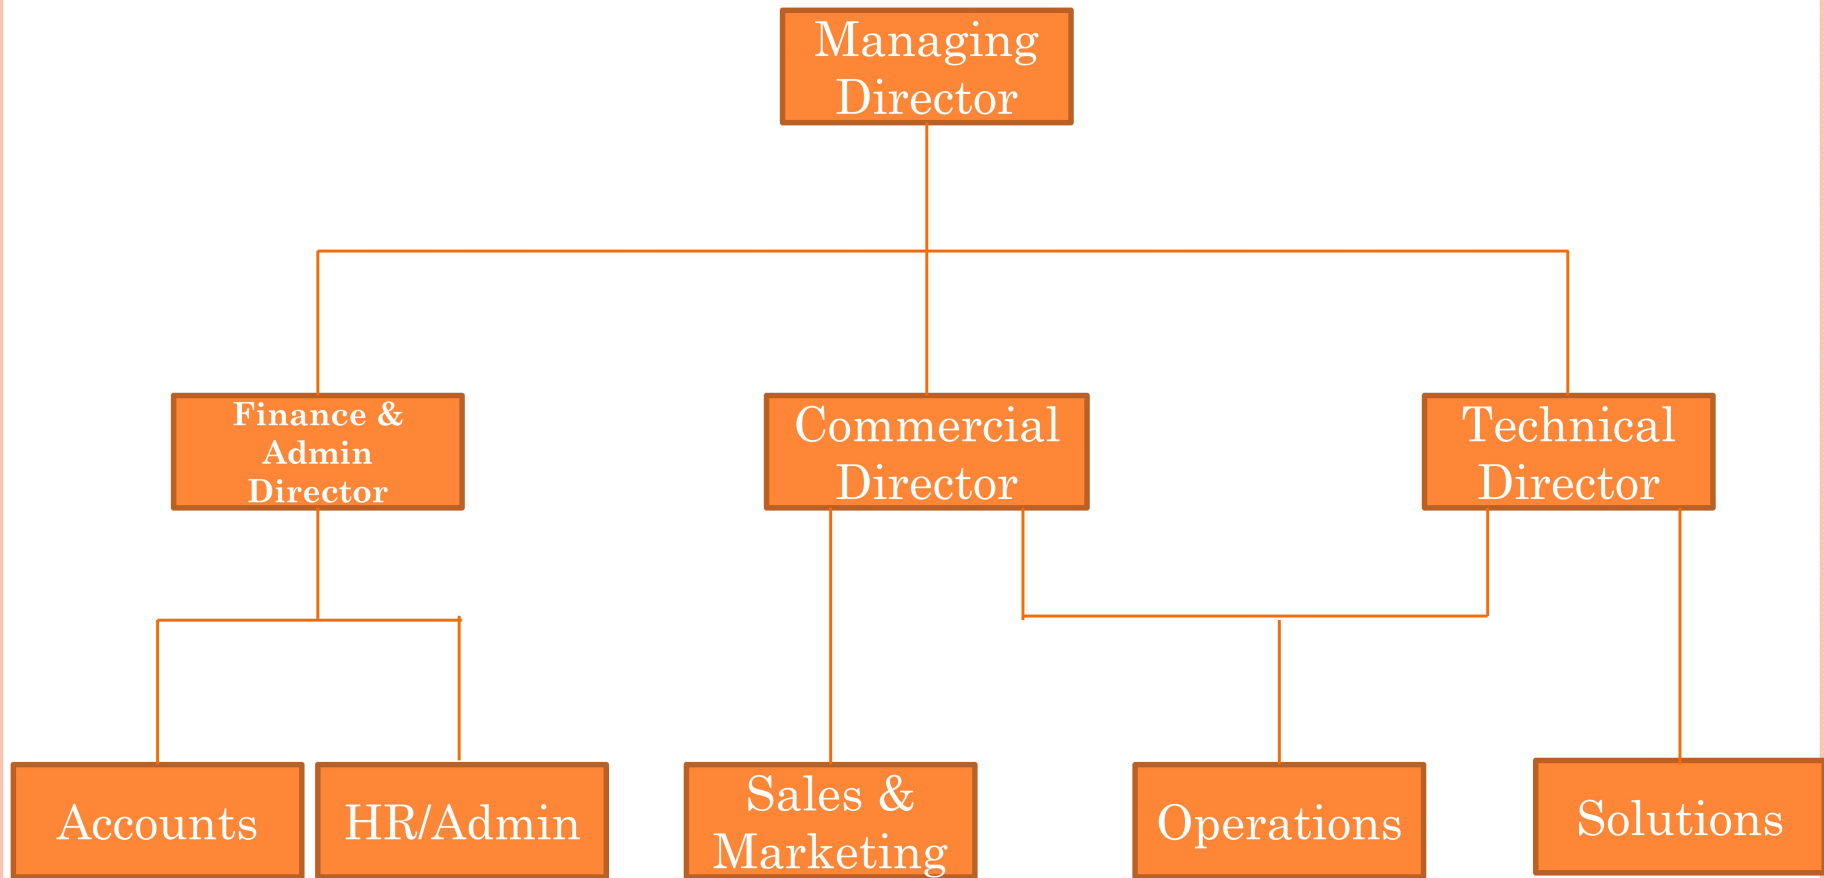 Managing
Director
Finance &
Admin
Director
Commercial
Director
Technical
Director
Accounts
HR/Admin
Sales &
Marketing
Operations
Solutions